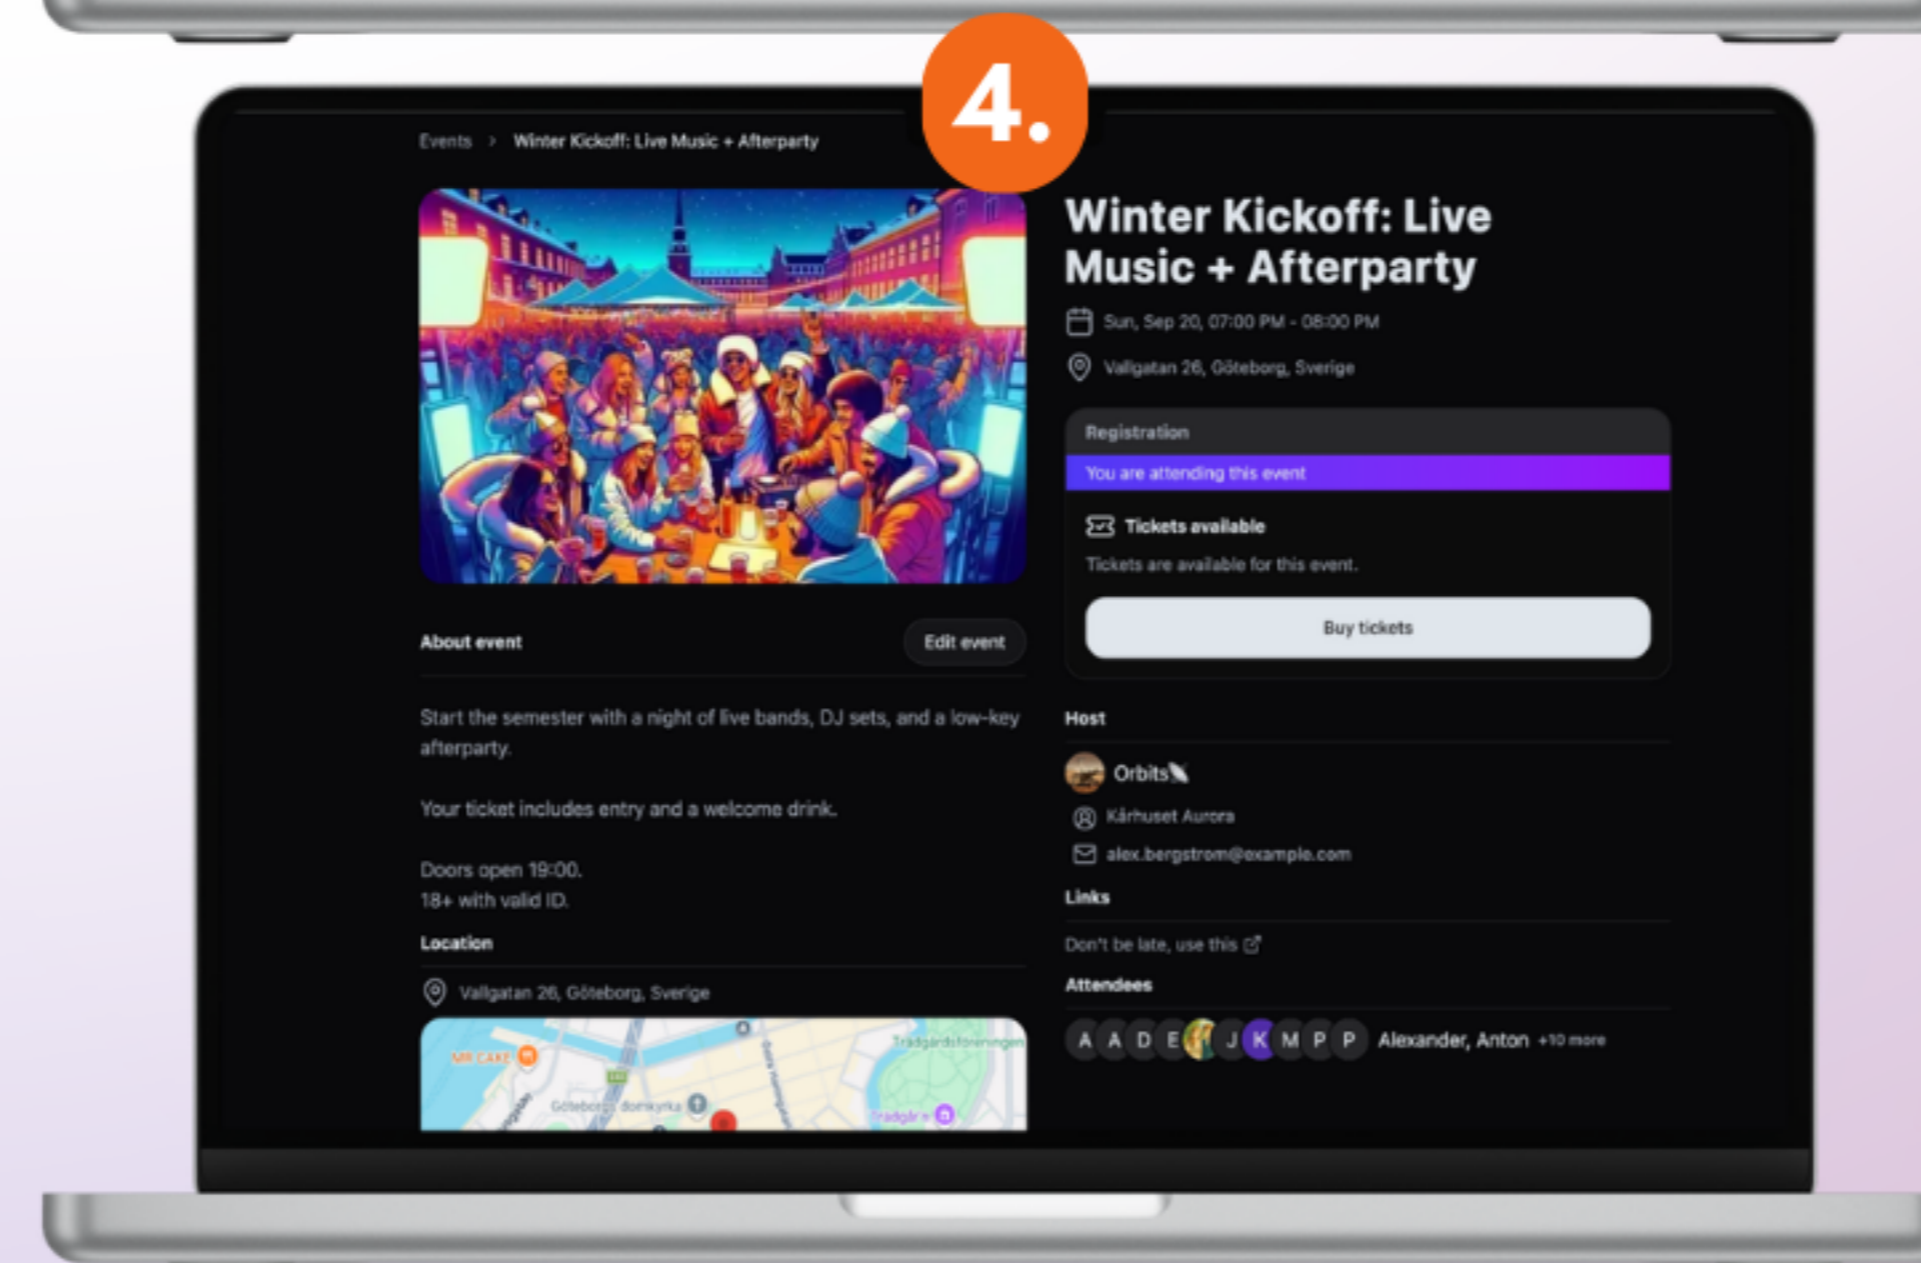 4.
Events > Winter Kickoff: Live Music + Afterparty
Winter Kickoff: Live
Music + Afterparty
Sun, Sep 20, 07:00 PM - 08:00 PM
Vallgatan 26, Göteborg, Sverige
Registration
You are attending this event
Tickets available
Tickets are available for this event.
Buy tickets
About event
Edit event
Start the semester with a night of live bands, DJ sets, and a low-key
afterparty.
Your ticket includes entry and a welcome drink.
Doors open 19:00.
18+ with valid ID.
Location
Vallgatan 26, Göteborg, Sverige
MR CAKE
Göteborgs domkyrka
Trädgårdsföreningen
Trädgår'n
Host
Orbits
Kårhuset Aurora
alex.bergstrom@example.com
Links
Don't be late, use this
Attendees
A A D E J K M P P Alexander, Anton +10 more